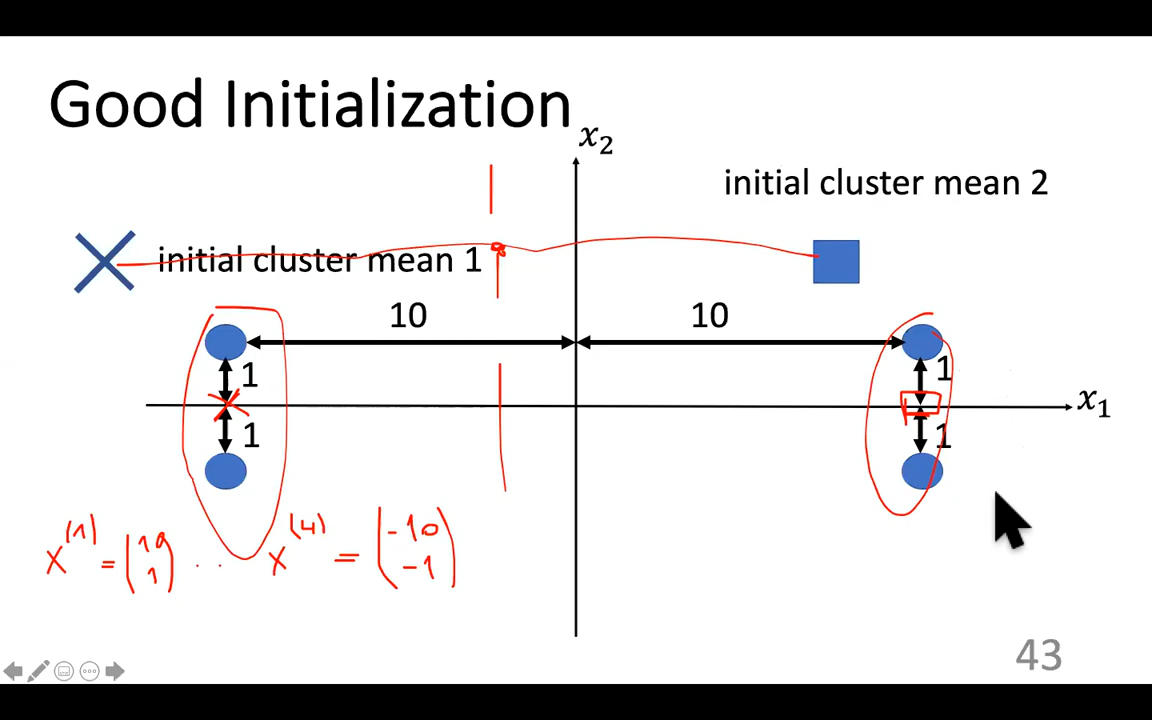 Good Initialization
x₂
initial cluster mean 2
initial cluster mean 1
10
10
1
1
x₁
1
1
x⁽¹⁾ = (10 1) . . x⁽⁴⁾ = (-10 -1)
43